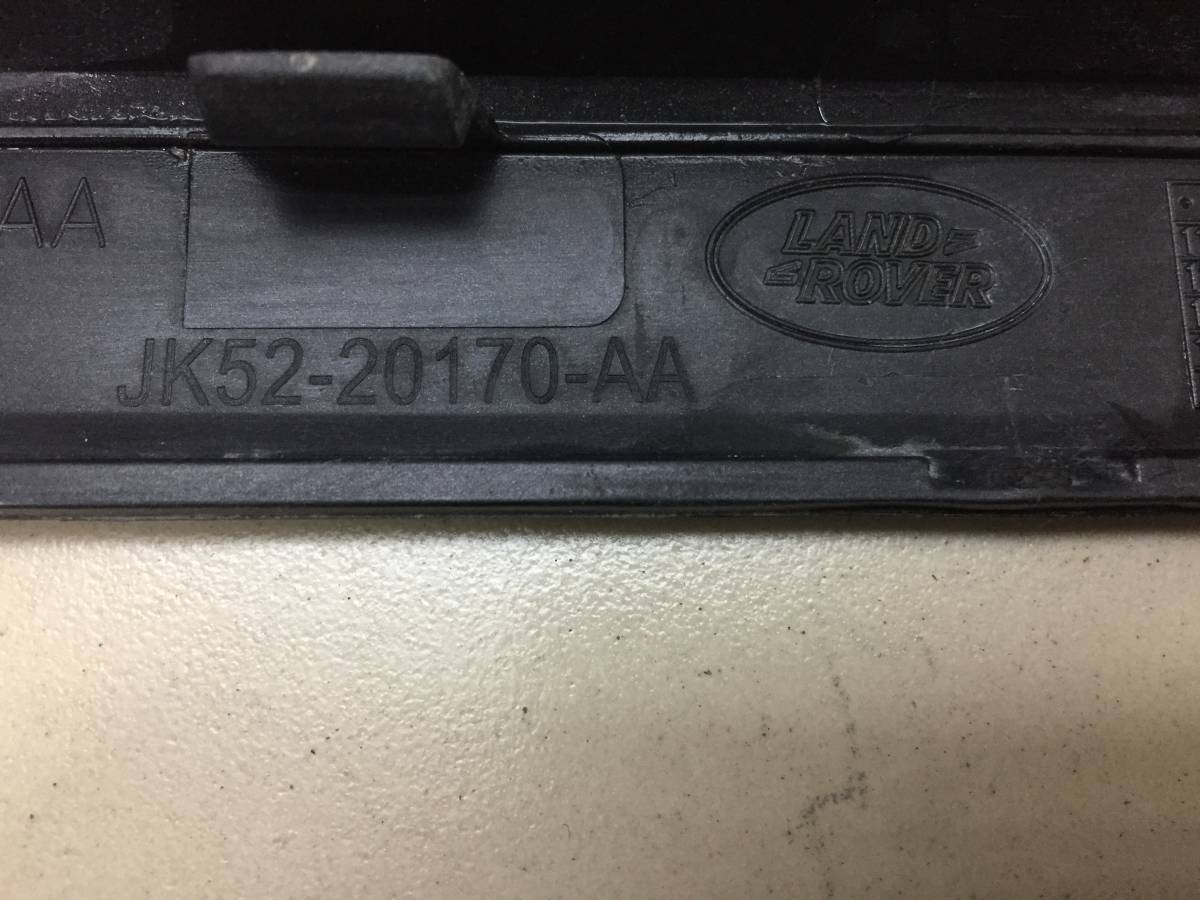 AA
LAND
ROVER
JK52-20170-AA